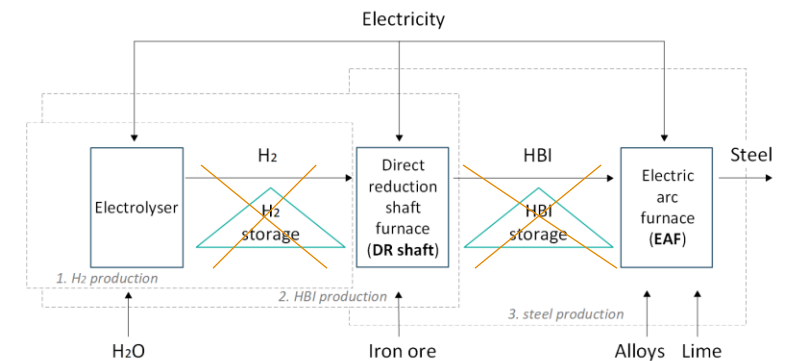 Electricity
H₂
HBI
Steel
Electrolyser
Direct
reduction
shaft
furnace
(DR shaft)
Electric
arc
furnace
(EAF)
H₂
storage
HBI
storage
1. H₂ production
2. HBI production
3. steel production
H₂O
Iron ore
Alloys
Lime